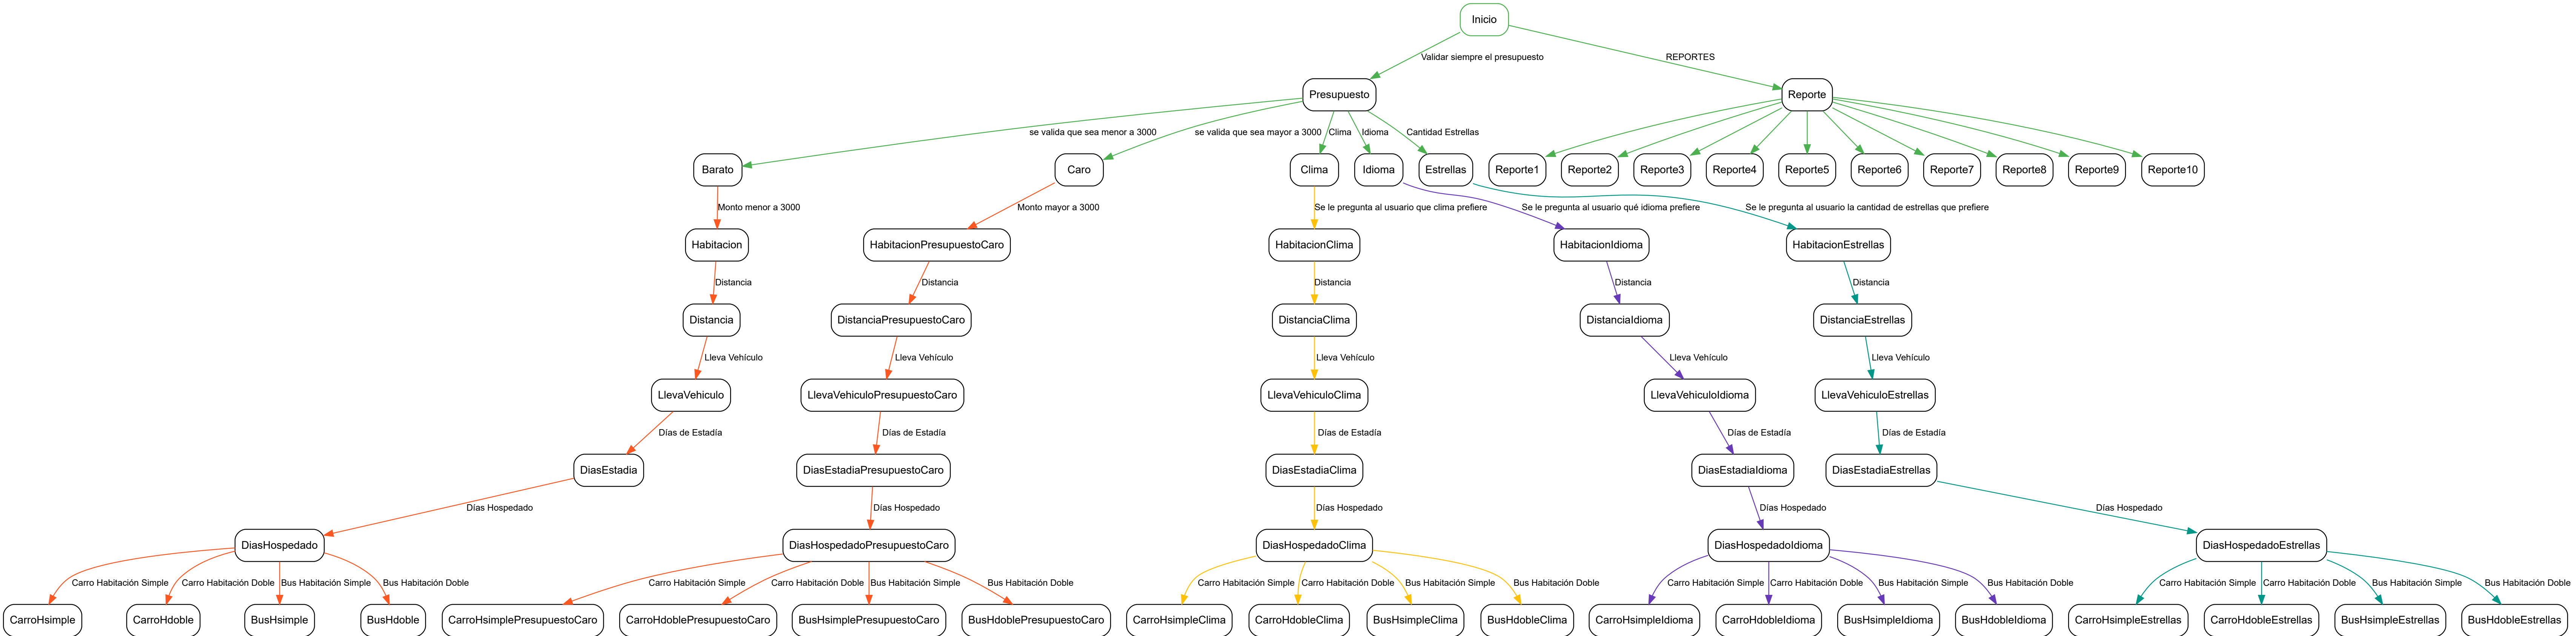 Inicio
Validar siempre el presupuesto
REPORTES
Presupuesto
Reporte
se valida que sea menor a 3000
se valida que sea mayor a 3000
Clima
Idioma
Cantidad Estrellas
Barato
Caro
Clima
Idioma
Estrellas
Reporte1
Reporte2
Reporte3
Reporte4
Reporte5
Reporte6
Reporte7
Reporte8
Reporte9
Reporte10
Monto menor a 3000
Monto mayor a 3000
Se le pregunta al usuario que clima prefiere
Se le pregunta al usuario qué idioma prefiere
Se le pregunta al usuario la cantidad de estrellas que prefiere
Habitacion
HabitacionPresupuestoCaro
HabitacionClima
HabitacionIdioma
HabitacionEstrellas
Distancia
Distancia
Distancia
Distancia
Distancia
Distancia
DistanciaPresupuestoCaro
DistanciaClima
DistanciaIdioma
DistanciaEstrellas
Lleva Vehículo
Lleva Vehículo
Lleva Vehículo
Lleva Vehículo
Lleva Vehículo
LlevaVehiculo
LlevaVehiculoPresupuestoCaro
LlevaVehiculoClima
LlevaVehiculoIdioma
LlevaVehiculoEstrellas
Días de Estadía
Días de Estadía
Días de Estadía
Días de Estadía
Días de Estadía
DiasEstadia
DiasEstadiaPresupuestoCaro
DiasEstadiaClima
DiasEstadiaIdioma
DiasEstadiaEstrellas
Días Hospedado
Días Hospedado
Días Hospedado
Días Hospedado
Días Hospedado
DiasHospedado
DiasHospedadoPresupuestoCaro
DiasHospedadoClima
DiasHospedadoIdioma
DiasHospedadoEstrellas
Carro Habitación Simple
Carro Habitación Doble
Bus Habitación Simple
Bus Habitación Doble
Carro Habitación Simple
Carro Habitación Doble
Bus Habitación Simple
Bus Habitación Doble
Carro Habitación Simple
Carro Habitación Doble
Bus Habitación Simple
Bus Habitación Doble
Carro Habitación Simple
Carro Habitación Doble
Bus Habitación Simple
Bus Habitación Doble
Carro Habitación Simple
Carro Habitación Doble
Bus Habitación Simple
Bus Habitación Doble
CarroHsimple
CarroHdoble
BusHsimple
BusHdoble
CarroHsimplePresupuestoCaro
CarroHdoblePresupuestoCaro
BusHsimplePresupuestoCaro
BusHdoblePresupuestoCaro
CarroHsimpleClima
CarroHdobleClima
BusHsimpleClima
BusHdobleClima
CarroHsimpleIdioma
CarroHdobleIdioma
BusHsimpleIdioma
BusHdobleIdioma
CarroHsimpleEstrellas
CarroHdobleEstrellas
BusHsimpleEstrellas
BusHdobleEstrellas